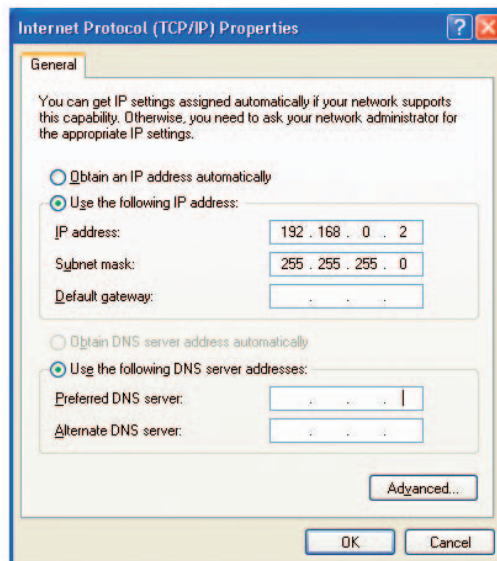 Internet Protocol (TCP/IP) Properties
General
You can get IP settings assigned automatically if your network supports
this capability. Otherwise, you need to ask your network administrator for
the appropriate IP settings.
Obtain an IP address automatically
Use the following IP address:
IP address: 192 . 168 . 0 . 2
Subnet mask: 255 . 255 . 255 . 0
Default gateway: . . .
Obtain DNS server address automatically
Use the following DNS server addresses:
Preferred DNS server: . . .
Alternate DNS server: . . .
Advanced...
OK Cancel